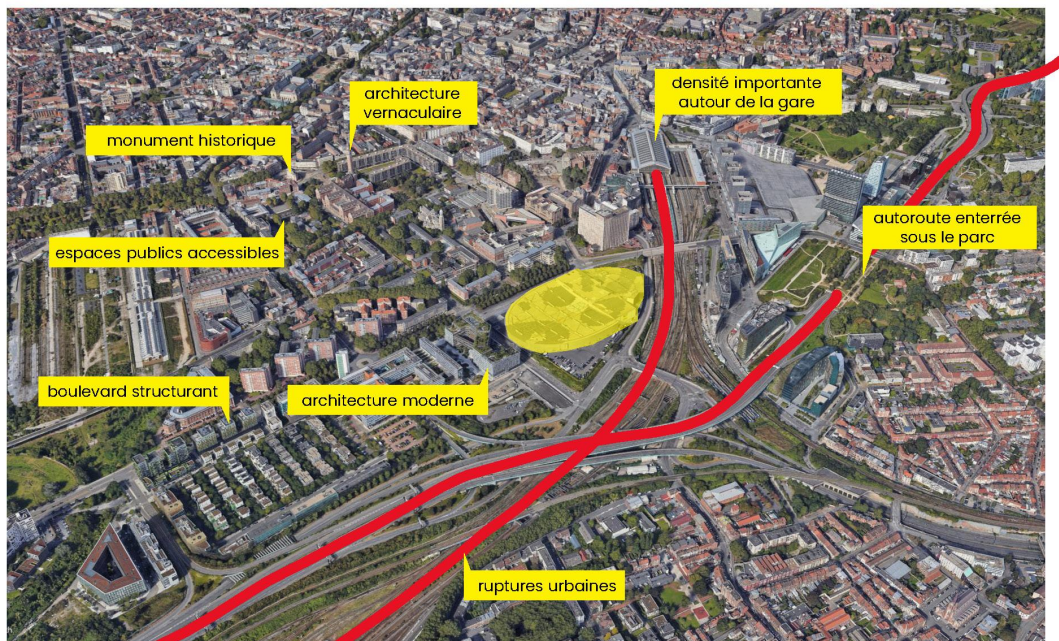 densité importante
autour de la gare
architecture
vernaculaire
monument historique
autoroute enterrée
sous le parc
espaces publics accessibles
boulevard structurant
architecture moderne
ruptures urbaines